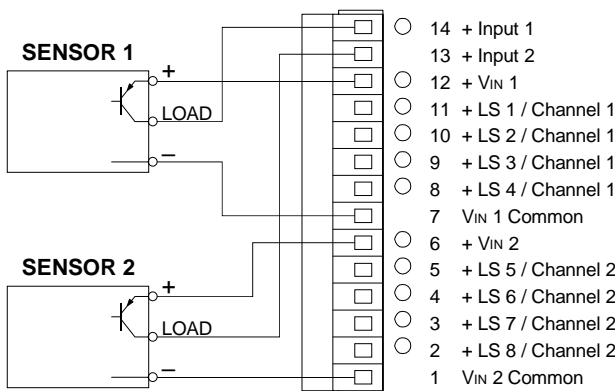 SENSOR 1
+
LOAD
–
SENSOR 2
+
LOAD
–
14 + Input 1
13 + Input 2
12 + VIN 1
11 + LS 1 / Channel 1
10 + LS 2 / Channel 1
9 + LS 3 / Channel 1
8 + LS 4 / Channel 1
7 VIN 1 Common
6 + VIN 2
5 + LS 5 / Channel 2
4 + LS 6 / Channel 2
3 + LS 7 / Channel 2
2 + LS 8 / Channel 2
1 VIN 2 Common